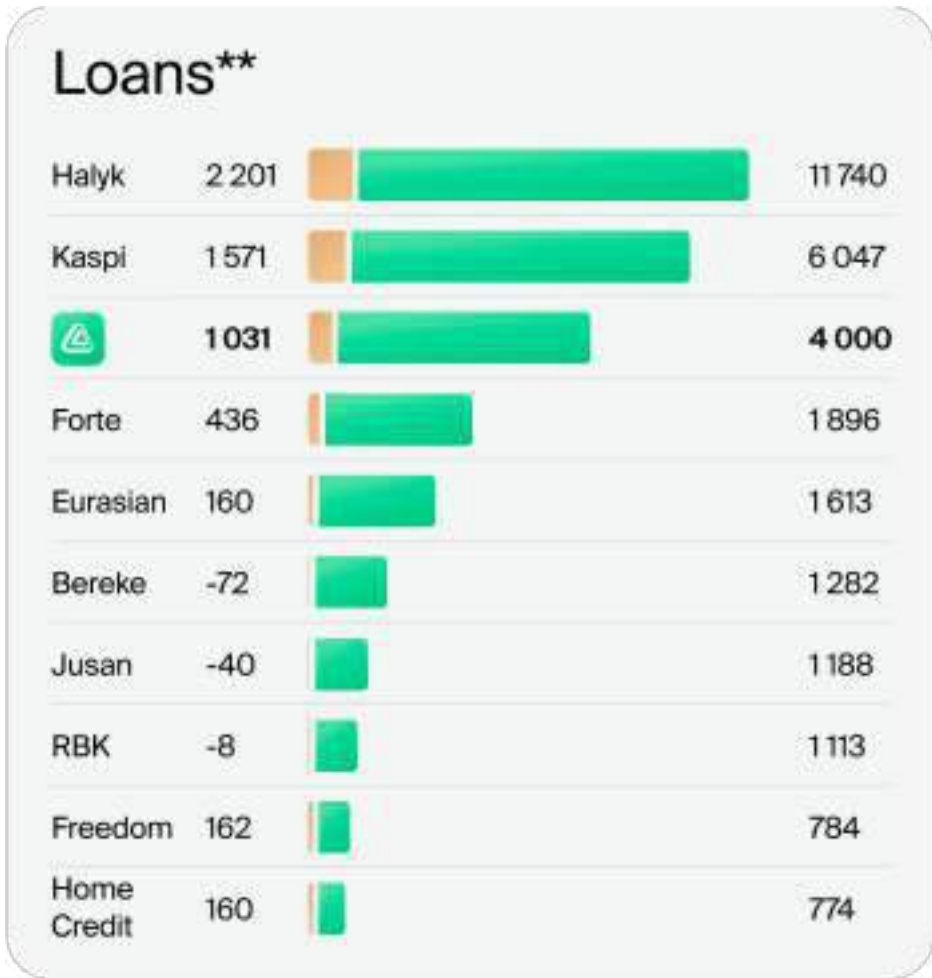 Loans**
Halyk 2 201 11 740
Kaspi 1 571 6 047
1 031 4 000
Forte 436 1 896
Eurasian 160 1 613
Bereke -72 1 282
Jusan -40 1 188
RBK -8 1 113
Freedom 162 784
Home
Credit 160 774